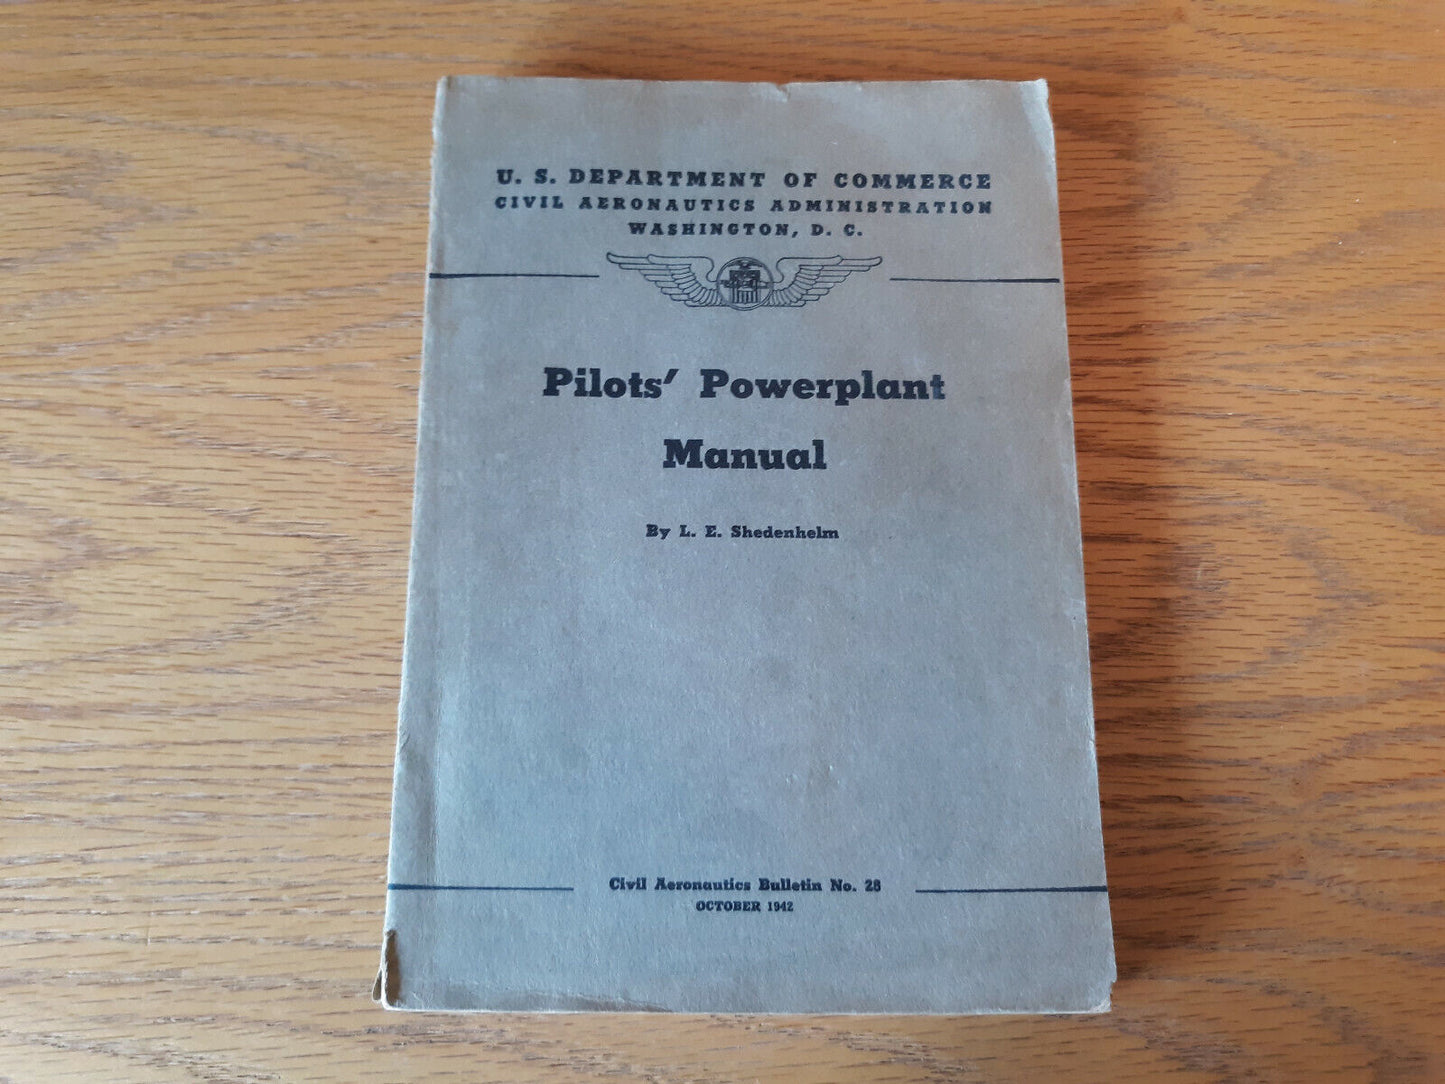 U. S. DEPARTMENT OF COMMERCE
CIVIL AERONAUTICS ADMINISTRATION
WASHINGTON, D. C.
Pilots' Powerplant
Manual
By L. E. Shedenhelm
Civil Aeronautics Bulletin No. 28
OCTOBER 1942